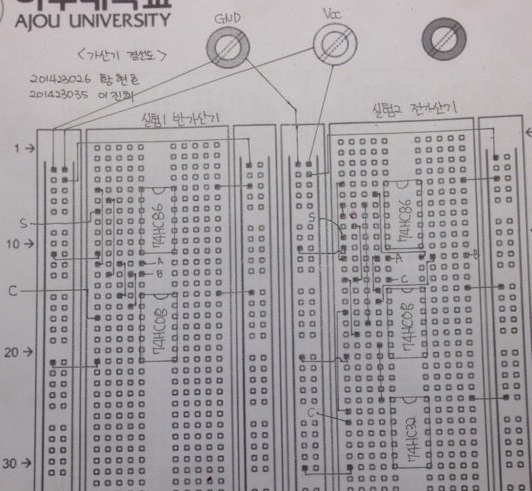 AJOU UNIVERSITY
GND
Vcc
<가산기 결선도>
201423026
201423035 이진희
실험1 반가산기
실험2 전가산기
1→
S
10→
74HC86
A
B
C
74HC08
20→
30→
S
74HC86
A
B
C
74HC08
C
74HC32